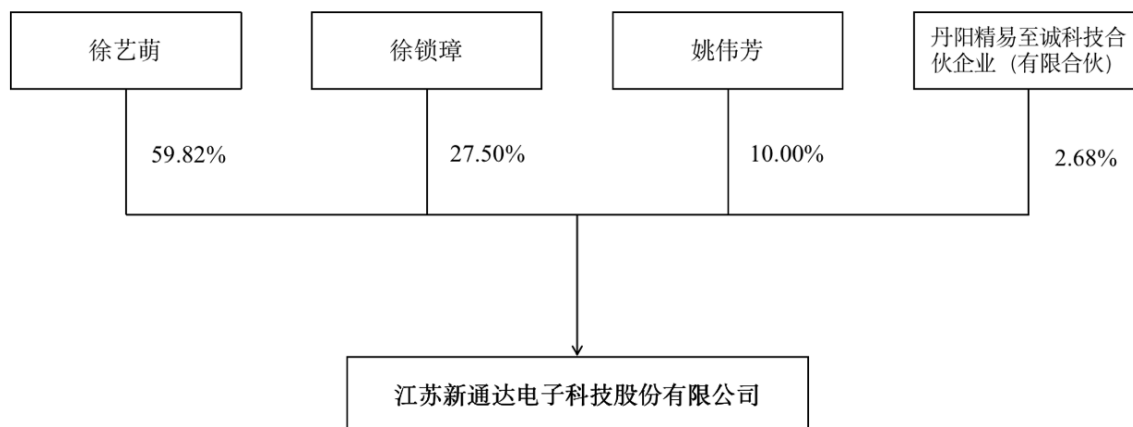 徐艺萌
徐锁璋
姚伟芳
丹阳精易至诚科技合
伙企业（有限合伙）
59.82%
27.50%
10.00%
2.68%
江苏新通达电子科技股份有限公司